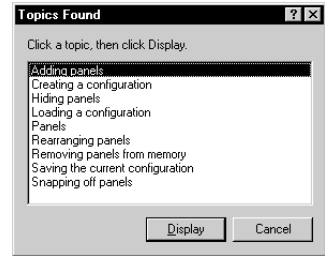 Topics Found
Click a topic, then click Display.
Adding panels
Creating a configuration
Hiding panels
Loading a configuration
Panels
Rearranging panels
Removing panels from memory
Saving the current configuration
Snapping off panels
Display
Cancel